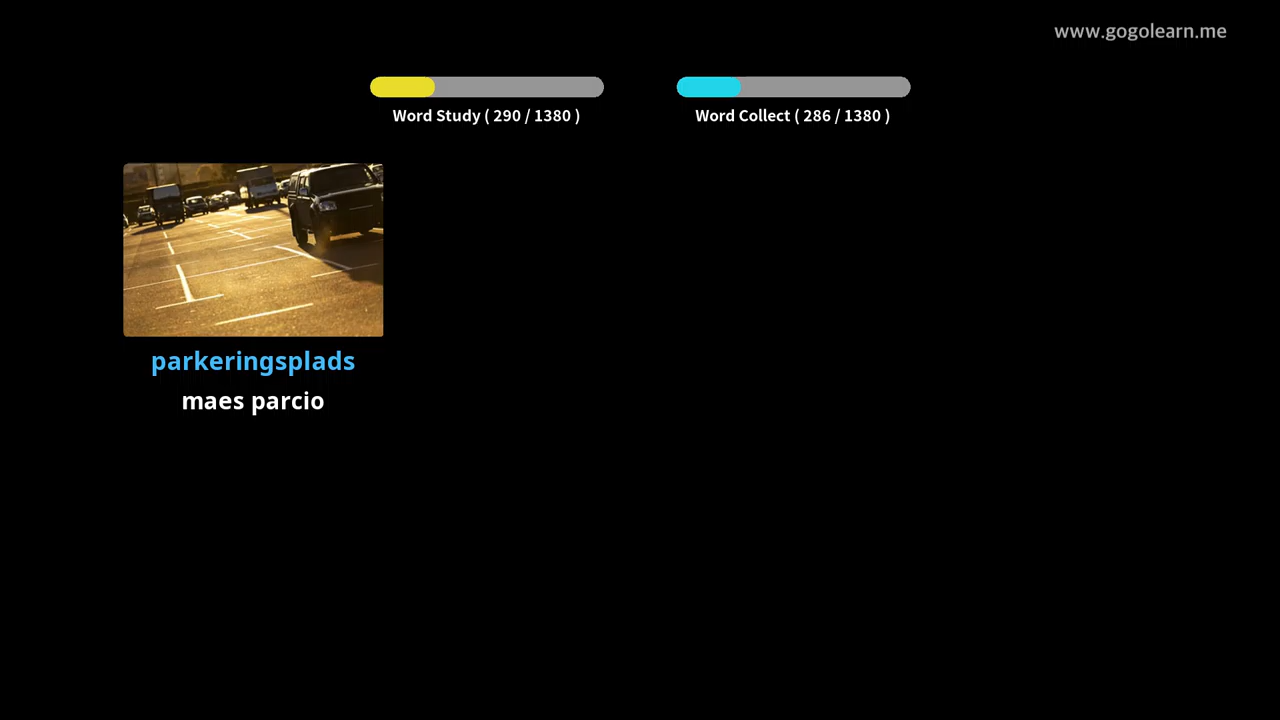 www.gogolearn.me
Word Study ( 290 / 1380 )
Word Collect ( 286 / 1380 )
parkeringsplads
maes parcio